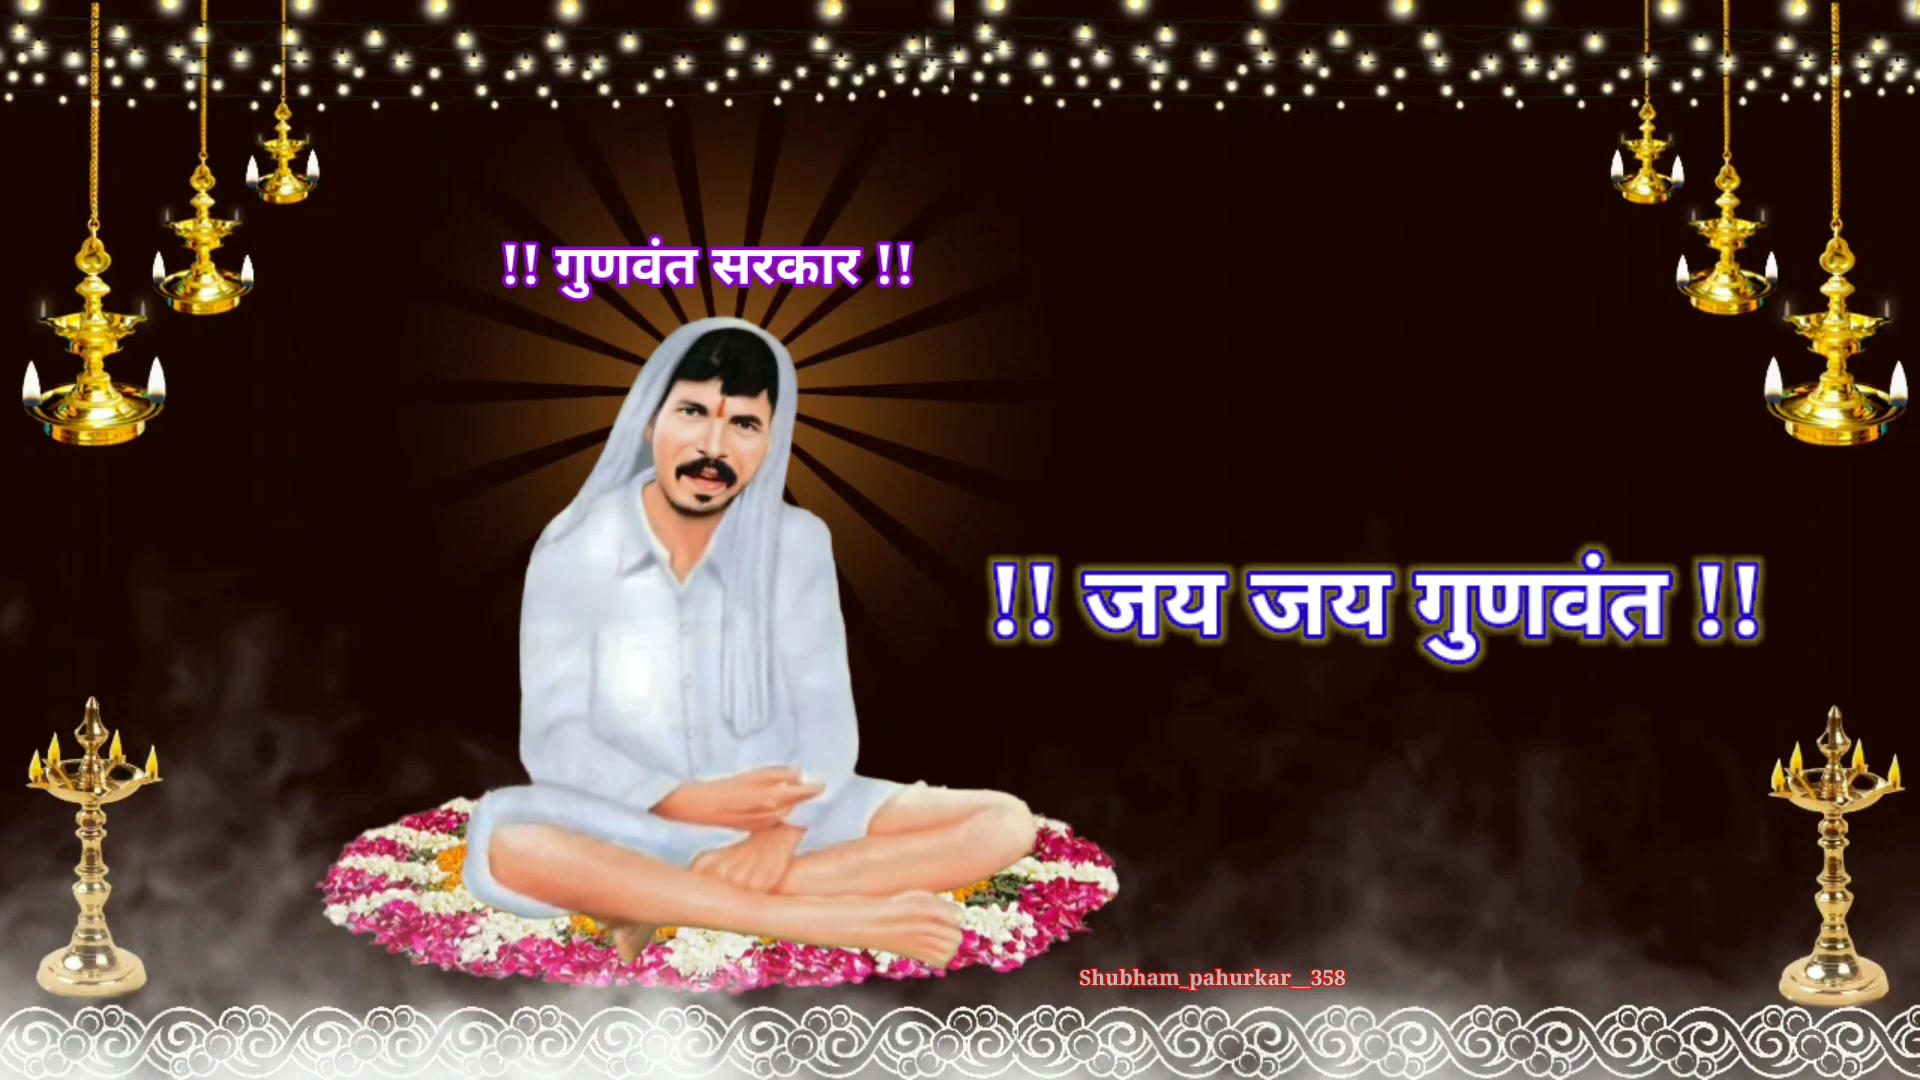 !! गुणवंत सरकार !!
!! जय जय गुणवंत !!
Shubham_pahurkar__358